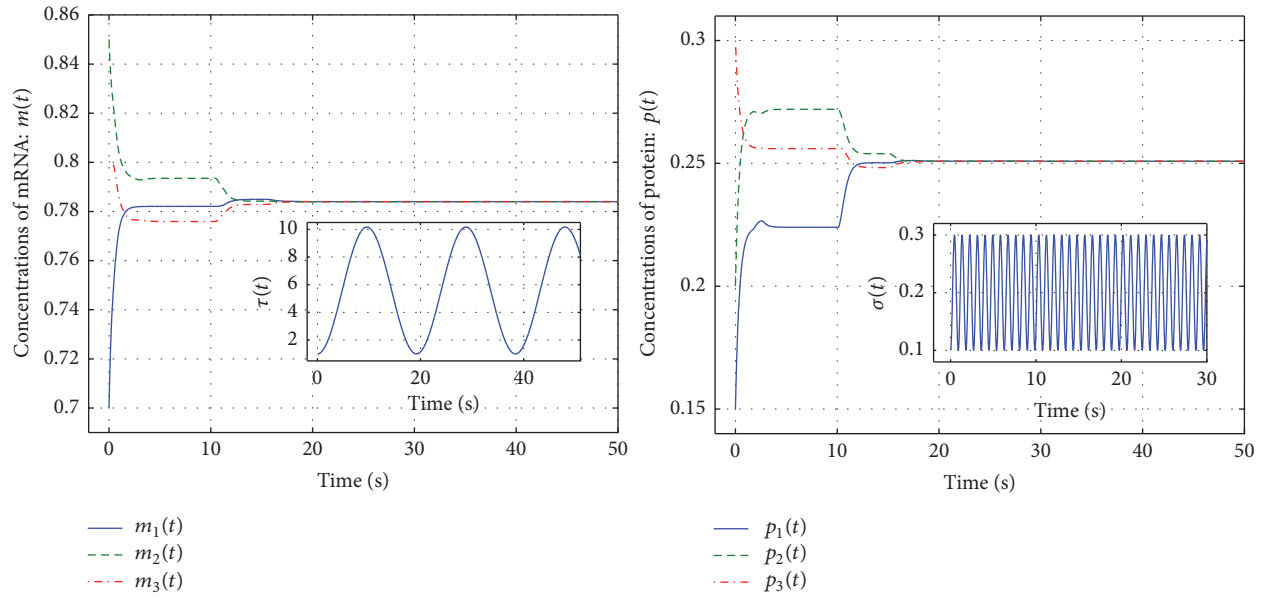 Concentrations of mRNA: m(t)
0.86
0.84
0.82
0.8
0.78
0.76
0.74
0.72
0.7
0
10
20
30
40
50
Time (s)
τ(t)
10
8
6
4
2
0
20
40
Time (s)
m₁(t)
m₂(t)
m₃(t)
Concentrations of protein: p(t)
0.3
0.25
0.2
0.15
0
10
20
30
40
50
Time (s)
σ(t)
0.3
0.2
0.1
0
10
20
30
Time (s)
p₁(t)
p₂(t)
p₃(t)